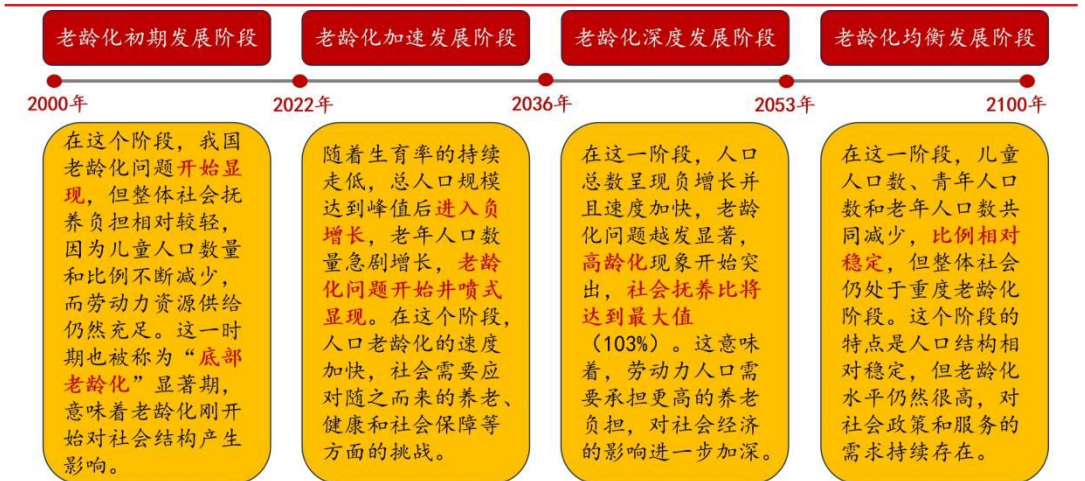 老龄化初期发展阶段
老龄化加速发展阶段
老龄化深度发展阶段
老龄化均衡发展阶段
2000年
2022年
2036年
2053年
2100年
在这个阶段，我国
老龄化问题开始显
现，但整体社会抚
养负担相对较轻，
因为儿童人口数量
和比例不断减少，
而劳动力资源供给
仍然充足。这一时
期也被称为“底部
老龄化”显著期，
意味着老龄化刚开
始对社会结构产生
影响。
随着生育率的持续
走低，总人口规模
达到峰值后进入负
增长，老年人口数
量急剧增长，老龄
化问题开始井喷式
显现。在这个阶段，
人口老龄化的速度
加快，社会需要应
对随之而来的养老、
健康和社会保障等
方面的挑战。
在这一阶段，人口
总数呈现负增长并
且速度加快，老龄
化问题越发显著，
高龄化现象开始突
出，社会抚养比将
达到最大值
（103%）。这意味
着，劳动力人口需
要承担更高的养老
负担，对社会经济
的影响进一步加深。
在这一阶段，儿童
人口数、青年人口
数和老年人口数共
同减少，比例相对
稳定，但整体社会
仍处于重度老龄化
阶段。这个阶段的
特点是人口结构相
对稳定，但老龄化
水平仍然很高，对
社会政策和服务的
需求持续存在。